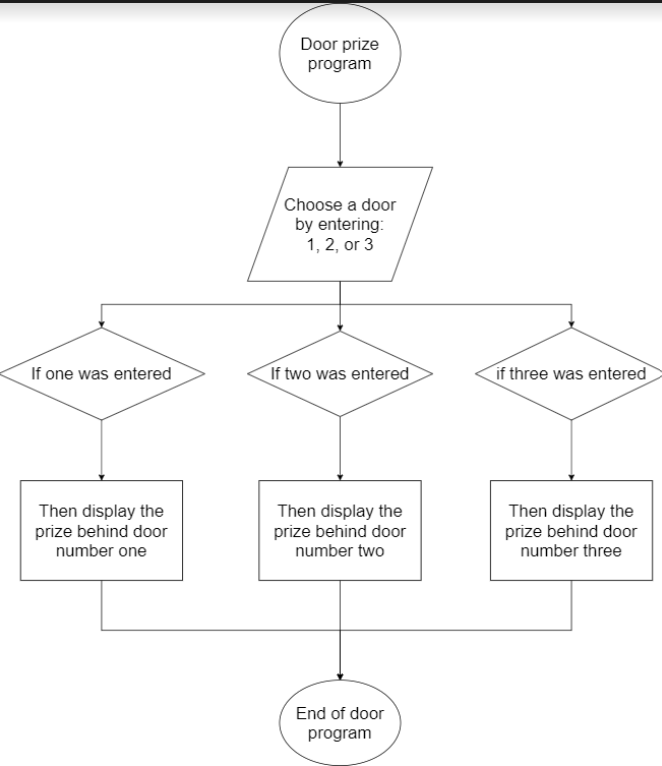 Door prize
program
Choose a door
by entering:
1, 2, or 3
If one was entered
If two was entered
if three was entered
Then display the
prize behind door
number one
Then display the
prize behind door
number two
Then display the
prize behind door
number three
End of door
program